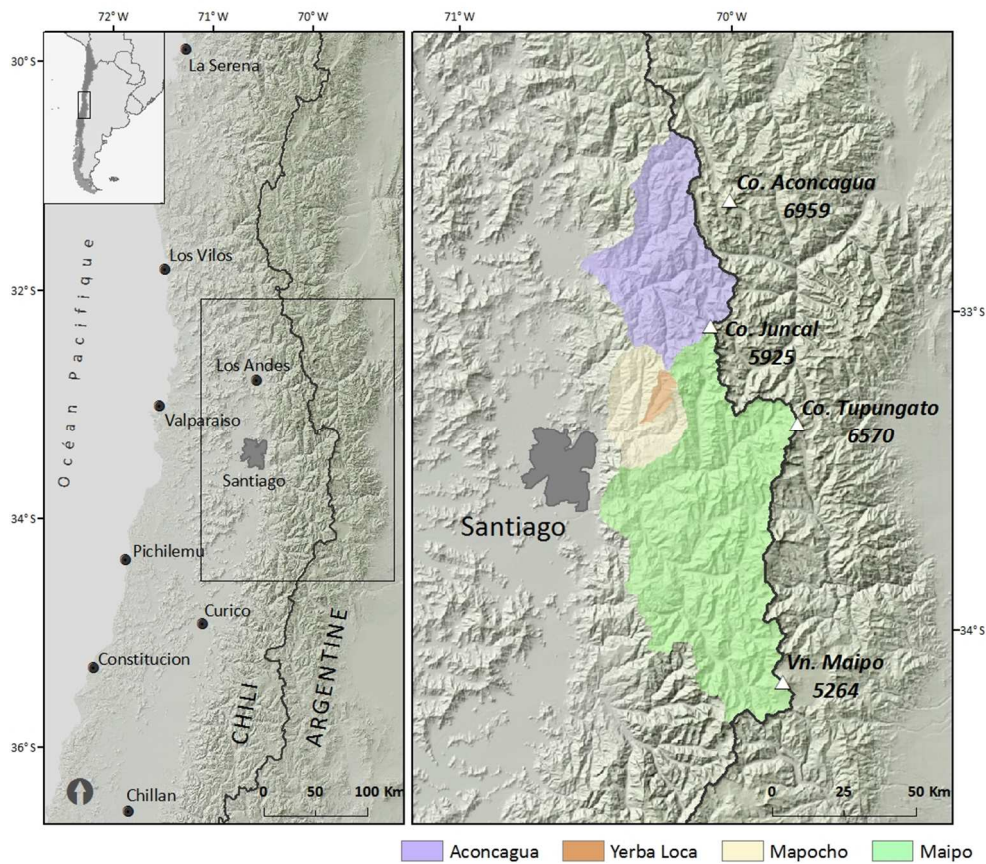 72°W 71°W 70°W
30°S
La Serena
Los Vilos
32°S
Océan Pacifique
Los Andes
Valparaiso
Santiago
34°S
Pichilemu
Curico
Constitucion
CHILI
ARGENTINE
36°S
Chillan
0 50 100 Km
71°W 70°W
Co. Aconcagua
6959
33°S
Co. Juncal
5925
Co. Tupungato
6570
Santiago
34°S
Vn. Maipo
5264
0 25 50 Km
Aconcagua Yerba Loca Mapocho Maipo